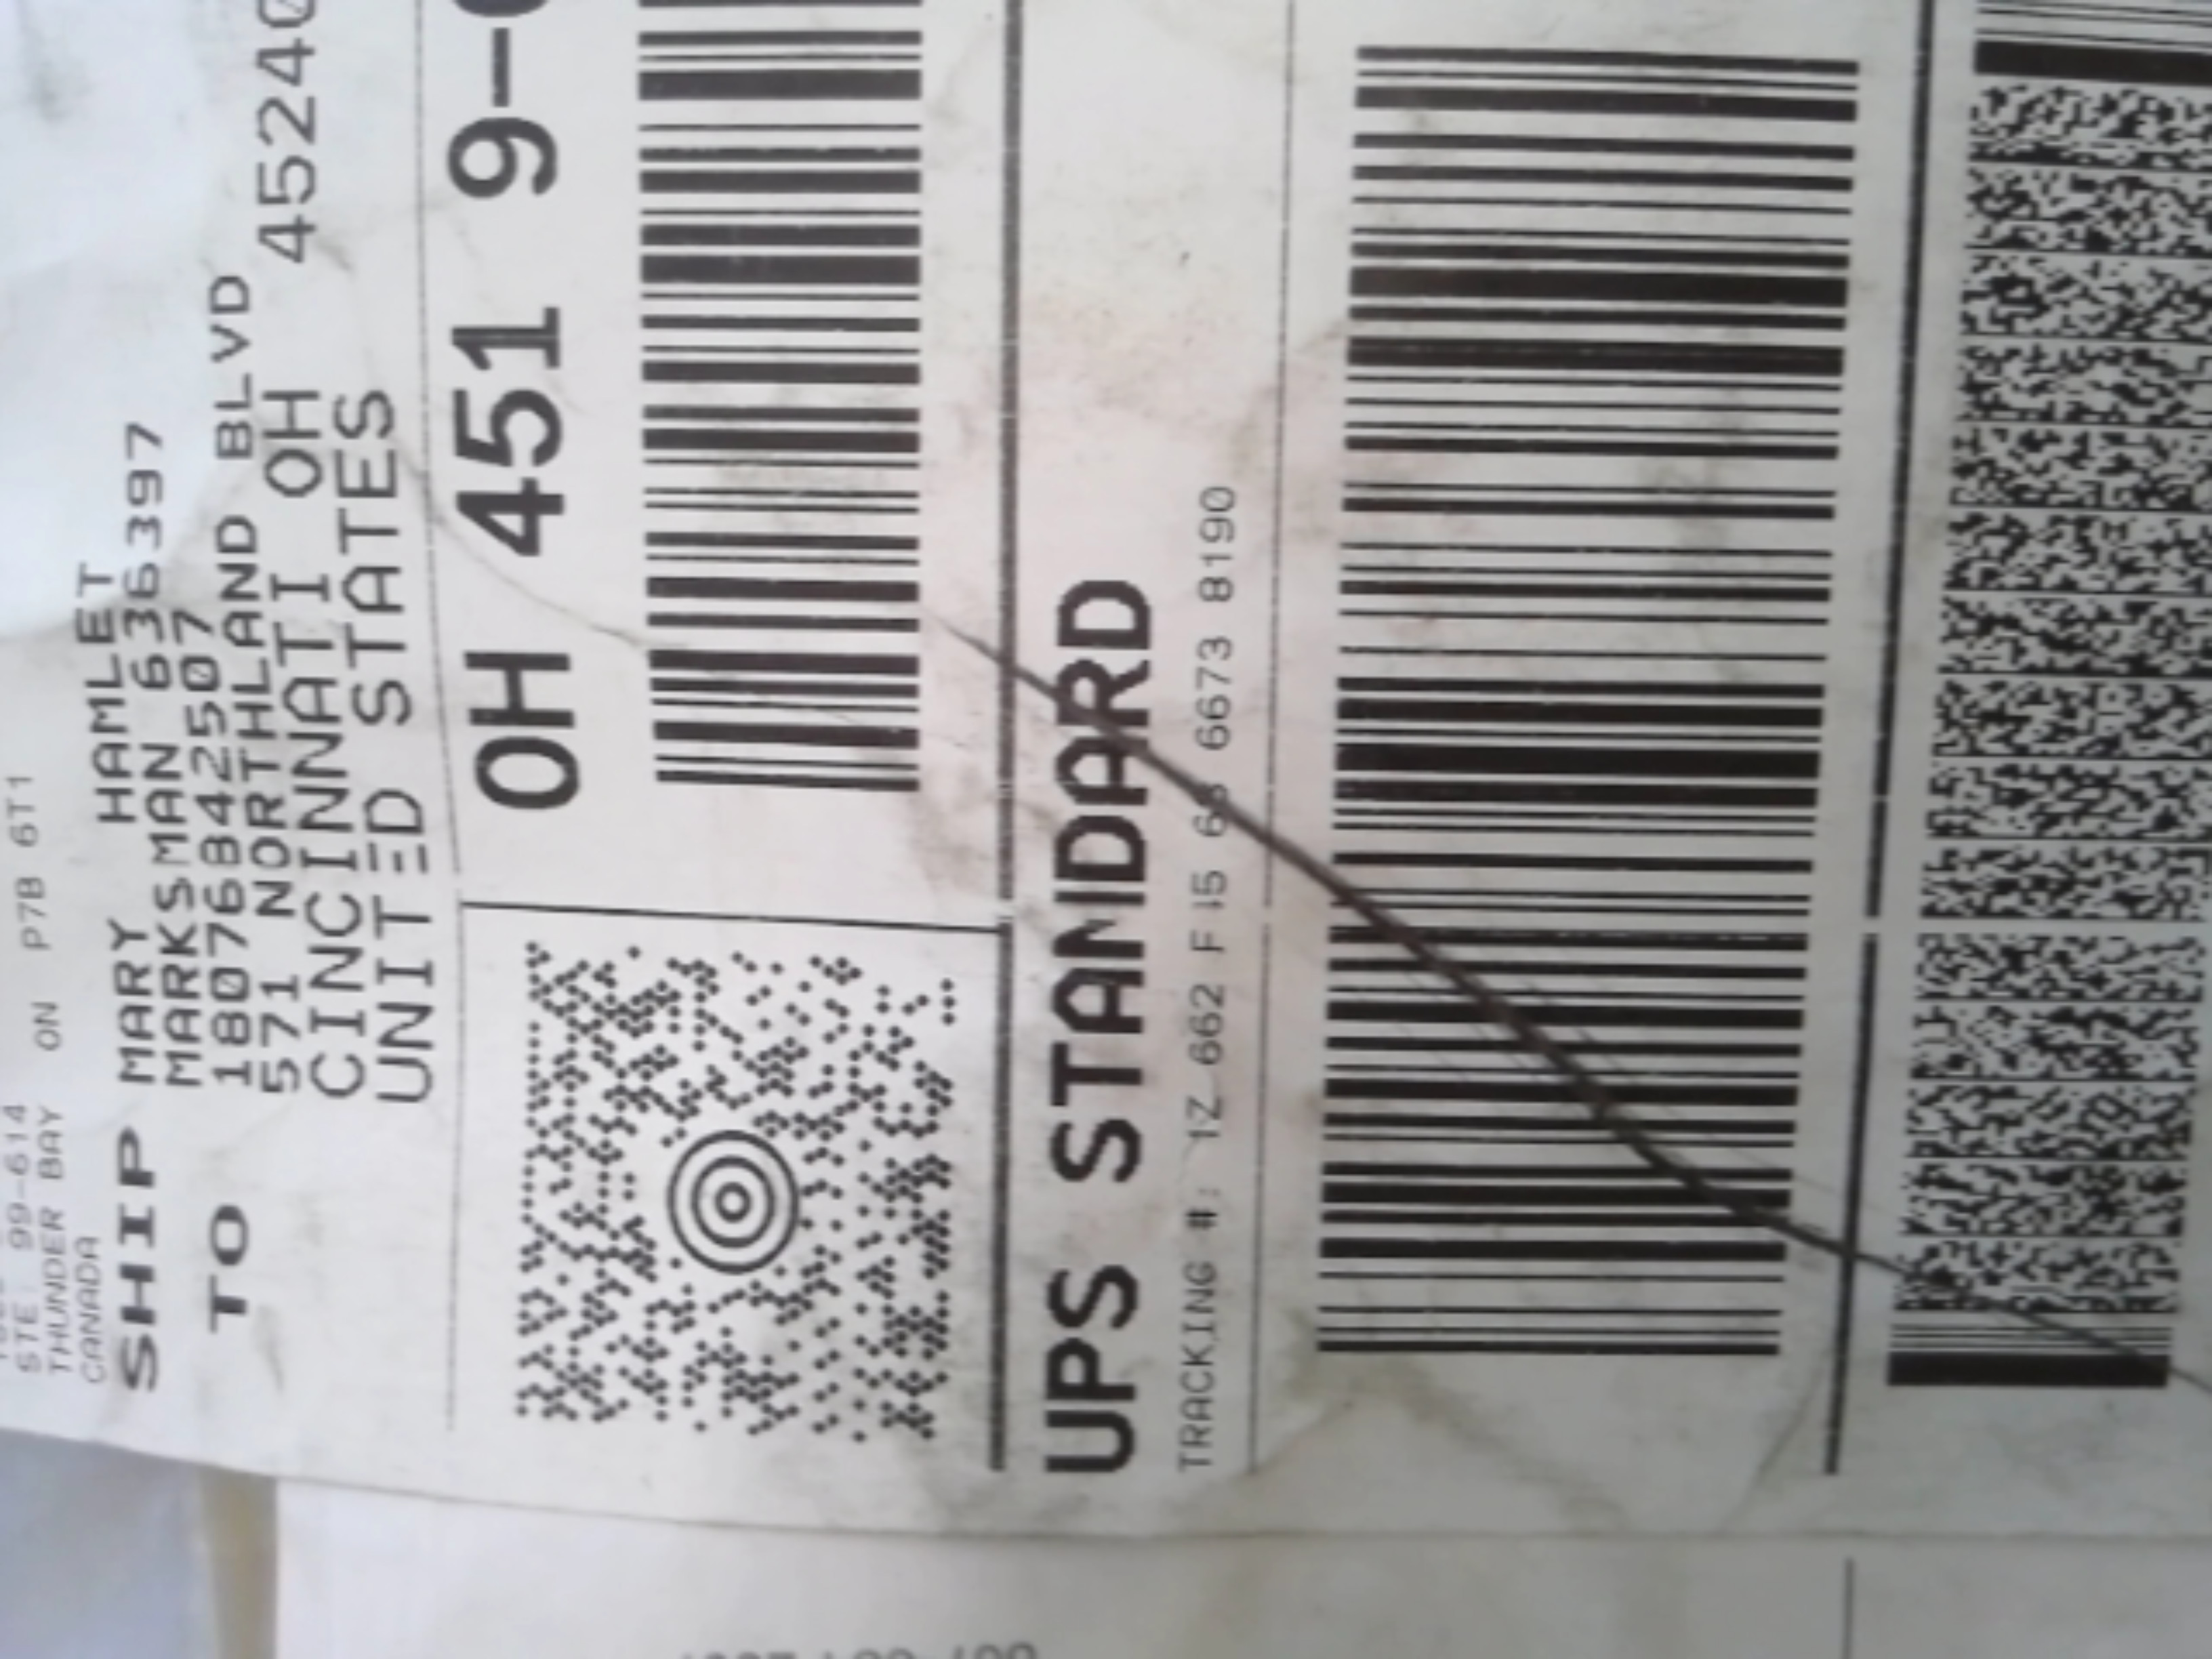 STE 99-614
THUNDER BAY ON P7B 6T1
CANADA
SHIP TO
MARY HAMLET
MARKSMAN 636397
18076842507
571 NORTHLAND BLVD
CINCINNATI OH 45240
UNITED STATES
OH 451 9-
UPS STANDARD
TRACKING #: 1Z 662 F15 6673 8190